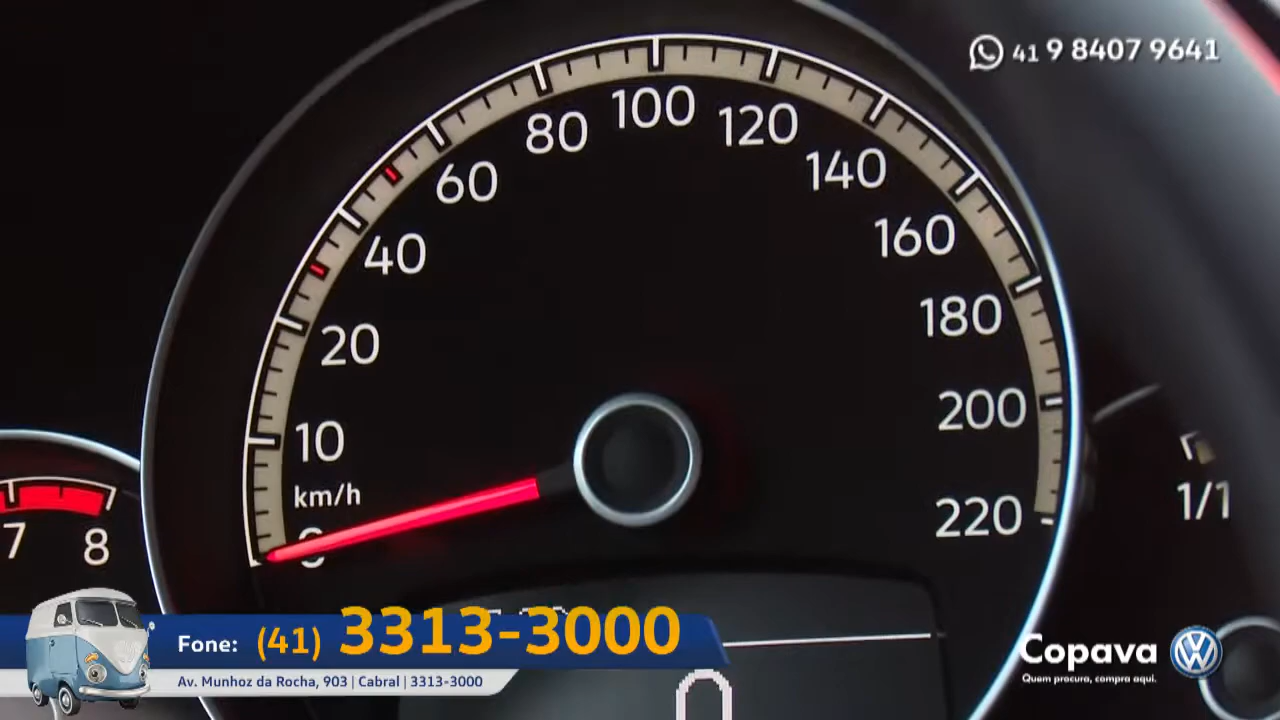 41 9 8407 9641
100
80
120
60
140
40
160
20
180
10
200
km/h
220
0
7
8
1/1
Fone: (41) 3313-3000
Av. Munhoz da Rocha, 903 | Cabral | 3313-3000
0
Copava
Quem procura, compra aqui.